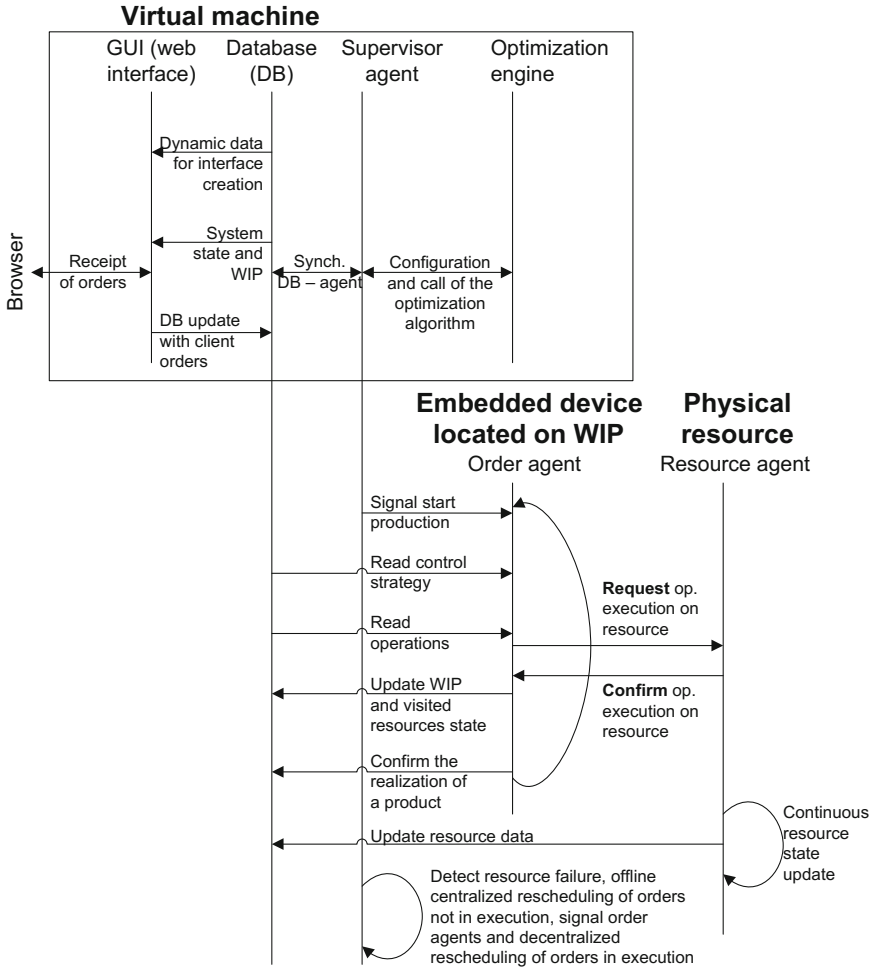 Virtual machine
GUI (web
interface)
Database
(DB)
Supervisor
agent
Optimization
engine
Dynamic data
for interface
creation
System
state and
WIP
Browser
Receipt
of orders
Synch.
DB – agent
Configuration
and call of the
optimization
algorithm
DB update
with client
orders
Embedded device
located on WIP
Order agent
Physical
resource
Resource agent
Signal start
production
Read control
strategy
Request op.
execution on
resource
Read
operations
Update WIP
and visited
resources state
Confirm op.
execution on
resource
Confirm the
realization of
a product
Continuous
resource
state
update
Update resource data
Detect resource failure, offline
centralized rescheduling of orders
not in execution, signal order
agents and decentralized
rescheduling of orders in execution